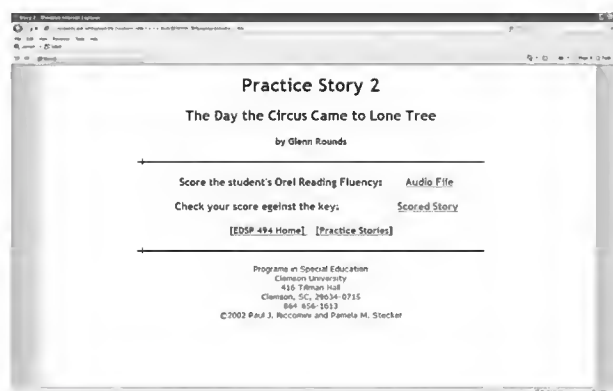 Practice Story 2
The Day the Circus Came to Lone Tree
by Glenn Rounds
Score the student's Oral Reading Fluency: Audio File
Check your score against the key: Scored Story
[EDSP 494 Home] [Practice Stories]
Programs in Special Education
Clemson University
416 Tillman Hall
Clemson, SC, 29634-0715
864-656-1613
©2002 Paul J. Riccomini and Pamela M. Stecker